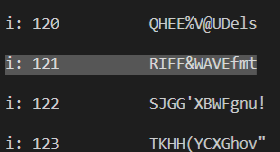 i: 120 QHEE%V@UDels
i: 121 RIFF&WAVEfmt
i: 122 SJGG'XBWFgnu!
i: 123 TKHH(YCXGhov"